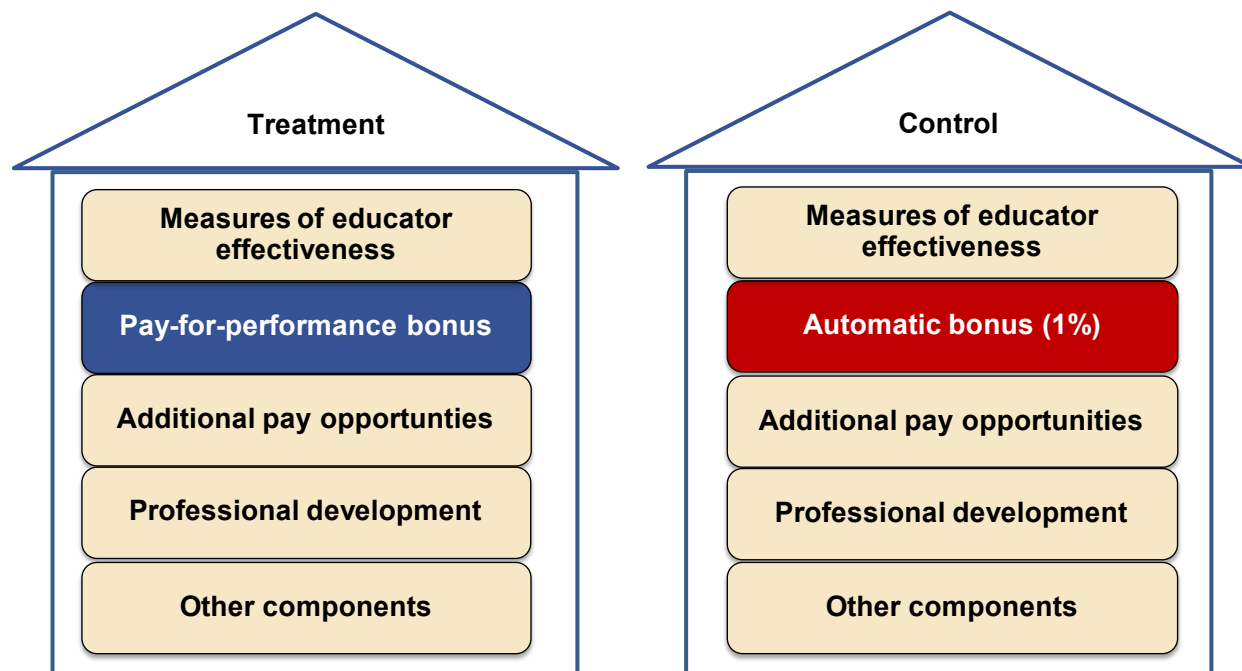 Treatment
Measures of educator
effectiveness
Pay-for-performance bonus
Additional pay opportunties
Professional development
Other components
Control
Measures of educator
effectiveness
Automatic bonus (1%)
Additional pay opportunities
Professional development
Other components